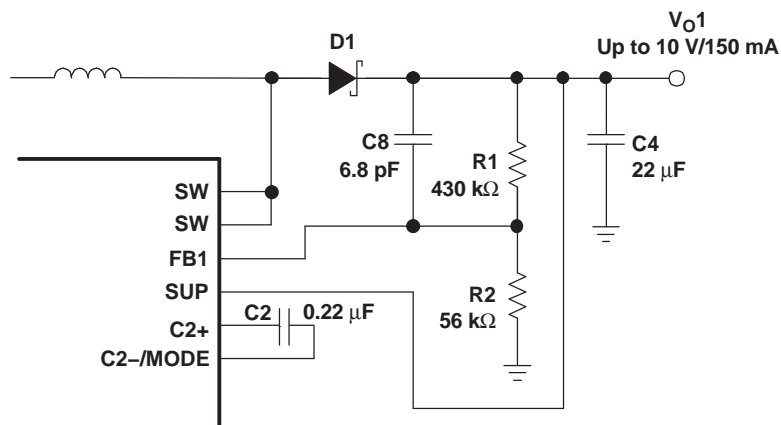 VO1
Up to 10 V/150 mA
D1
C8
6.8 pF
R1
430 kΩ
C4
22 μF
SW
SW
FB1
SUP
C2+
C2–/MODE
C2
0.22 μF
R2
56 kΩ